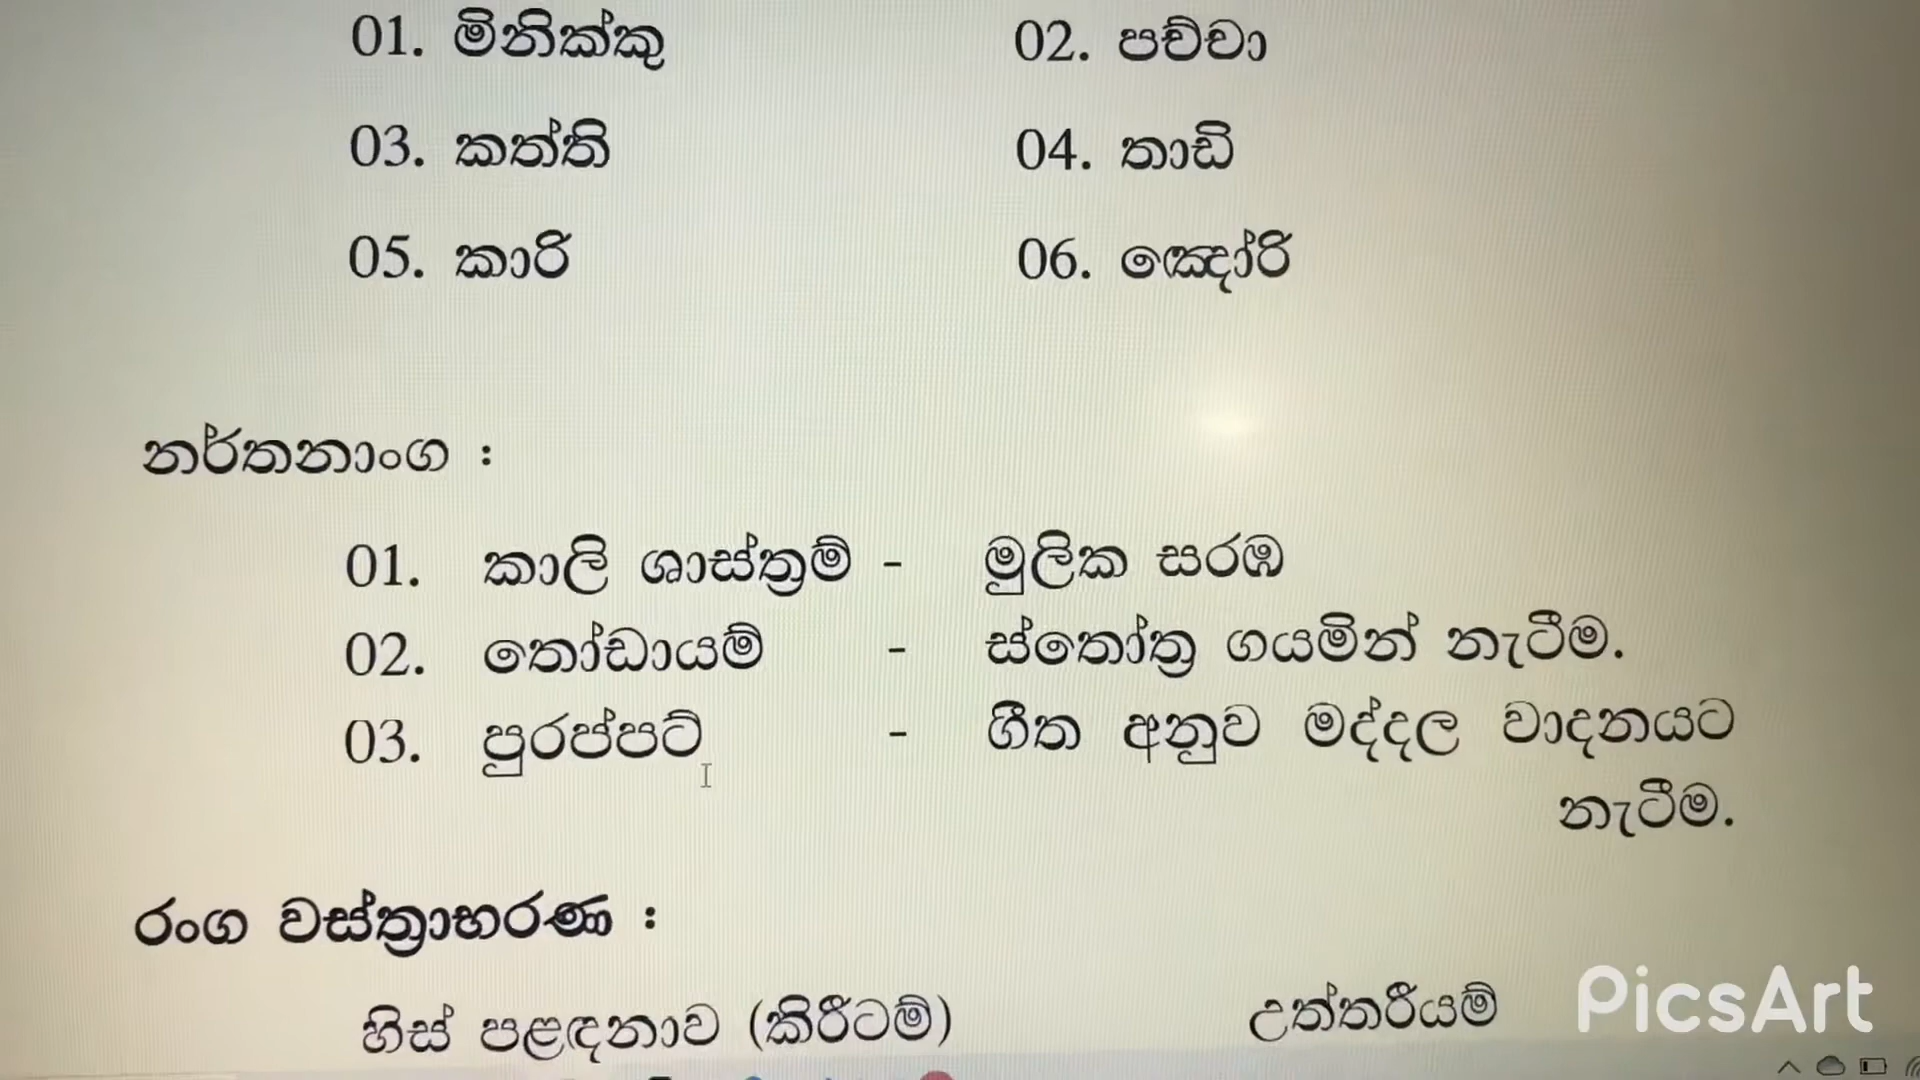 01. මිනික්කු 02. පච්චා
03. කත්ති 04. තාඩි
05. කාරි 06. ඤෝරි
නර්තනාංග :
01. කාලි ශාස්ත්‍රම් - මුලික සරඹ
02. තෝඩායම් - ස්තෝත්‍ර ගයමින් නැටීම.
03. පුරප්පට් - ගීත අනුව මද්දල වාදනයට
නැටීම.
රංග වස්ත්‍රාභරණ :
හිස් පළඳනාව (කිරීටම්) උත්තරීයම්
PicsArt